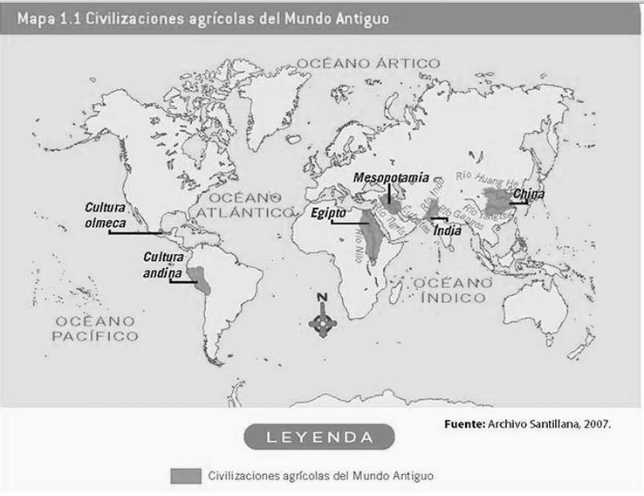 Mapa 1.1 Civilizaciones agrícolas del Mundo Antiguo
OCÉANO ÁRTICO
Mesopotamia
Río Huang He
China
Cultura
olmeca
OCÉANO
ATLÁNTICO
Egipto
Río Nilo
India
Cultura
andina
OCÉANO
ÍNDICO
OCÉANO
PACÍFICO
N
Fuente: Archivo Santillana, 2007.
LEYENDA
Civilizaciones agrícolas del Mundo Antiguo